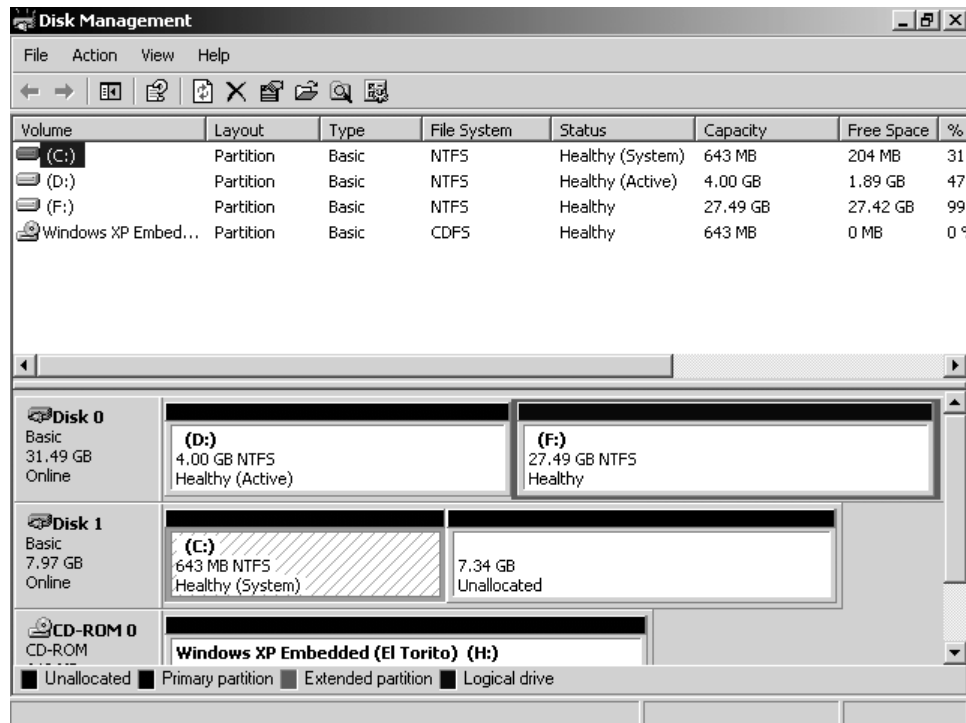 Disk Management
File Action View Help
Volume Layout Type File System Status Capacity Free Space %
(C:) Partition Basic NTFS Healthy (System) 643 MB 204 MB 31
(D:) Partition Basic NTFS Healthy (Active) 4.00 GB 1.89 GB 47
(F:) Partition Basic NTFS Healthy 27.49 GB 27.42 GB 99
Windows XP Embed... Partition Basic CDFS Healthy 643 MB 0 MB 0
Disk 0
Basic
31.49 GB
Online
(D:)
4.00 GB NTFS
Healthy (Active)
(F:)
27.49 GB NTFS
Healthy
Disk 1
Basic
7.97 GB
Online
(C:)
643 MB NTFS
Healthy (System)
7.34 GB
Unallocated
CD-ROM 0
CD-ROM
Windows XP Embedded (El Torito) (H:)
Unallocated Primary partition Extended partition Logical drive